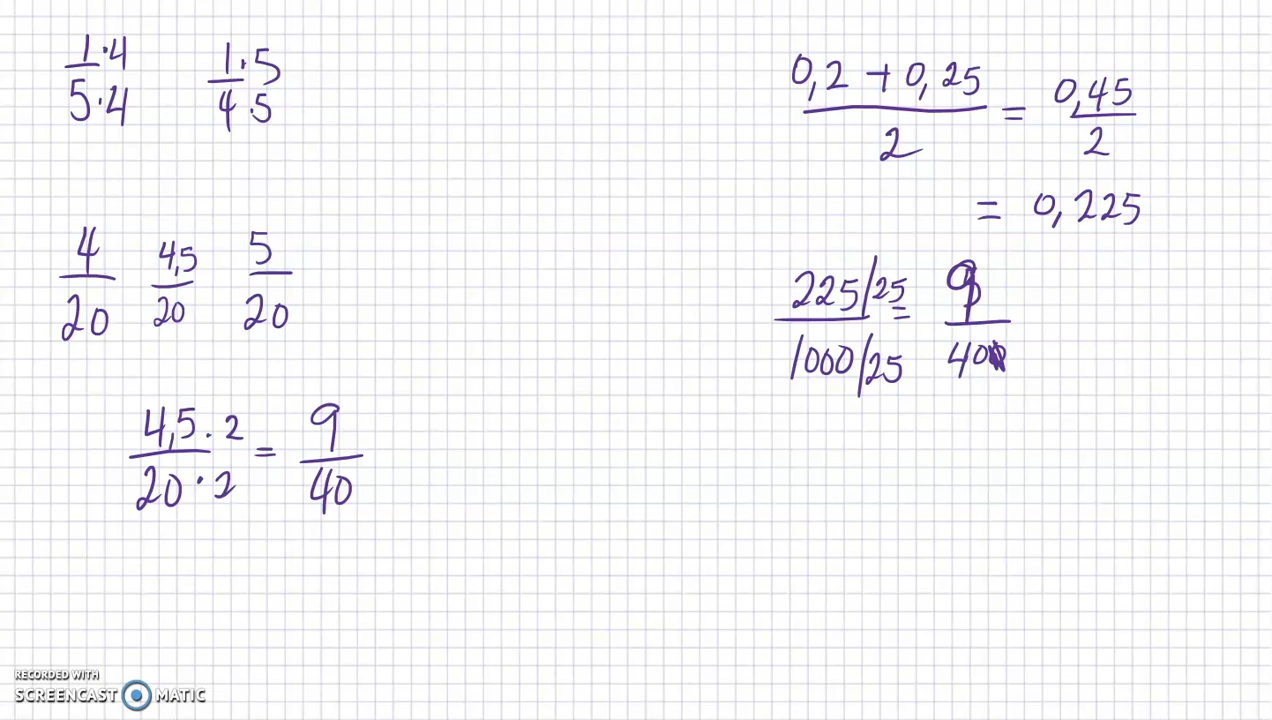 1·4 / 5·4    1·5 / 4·5
4/20    4,5/20    5/20
4,5·2 / 20·2 = 9/40
(0,2 + 0,25) / 2 = 0,45 / 2
= 0,225
225/25 / 1000/25 = 9 / 40
RECORDED WITH
SCREENCAST MATIC